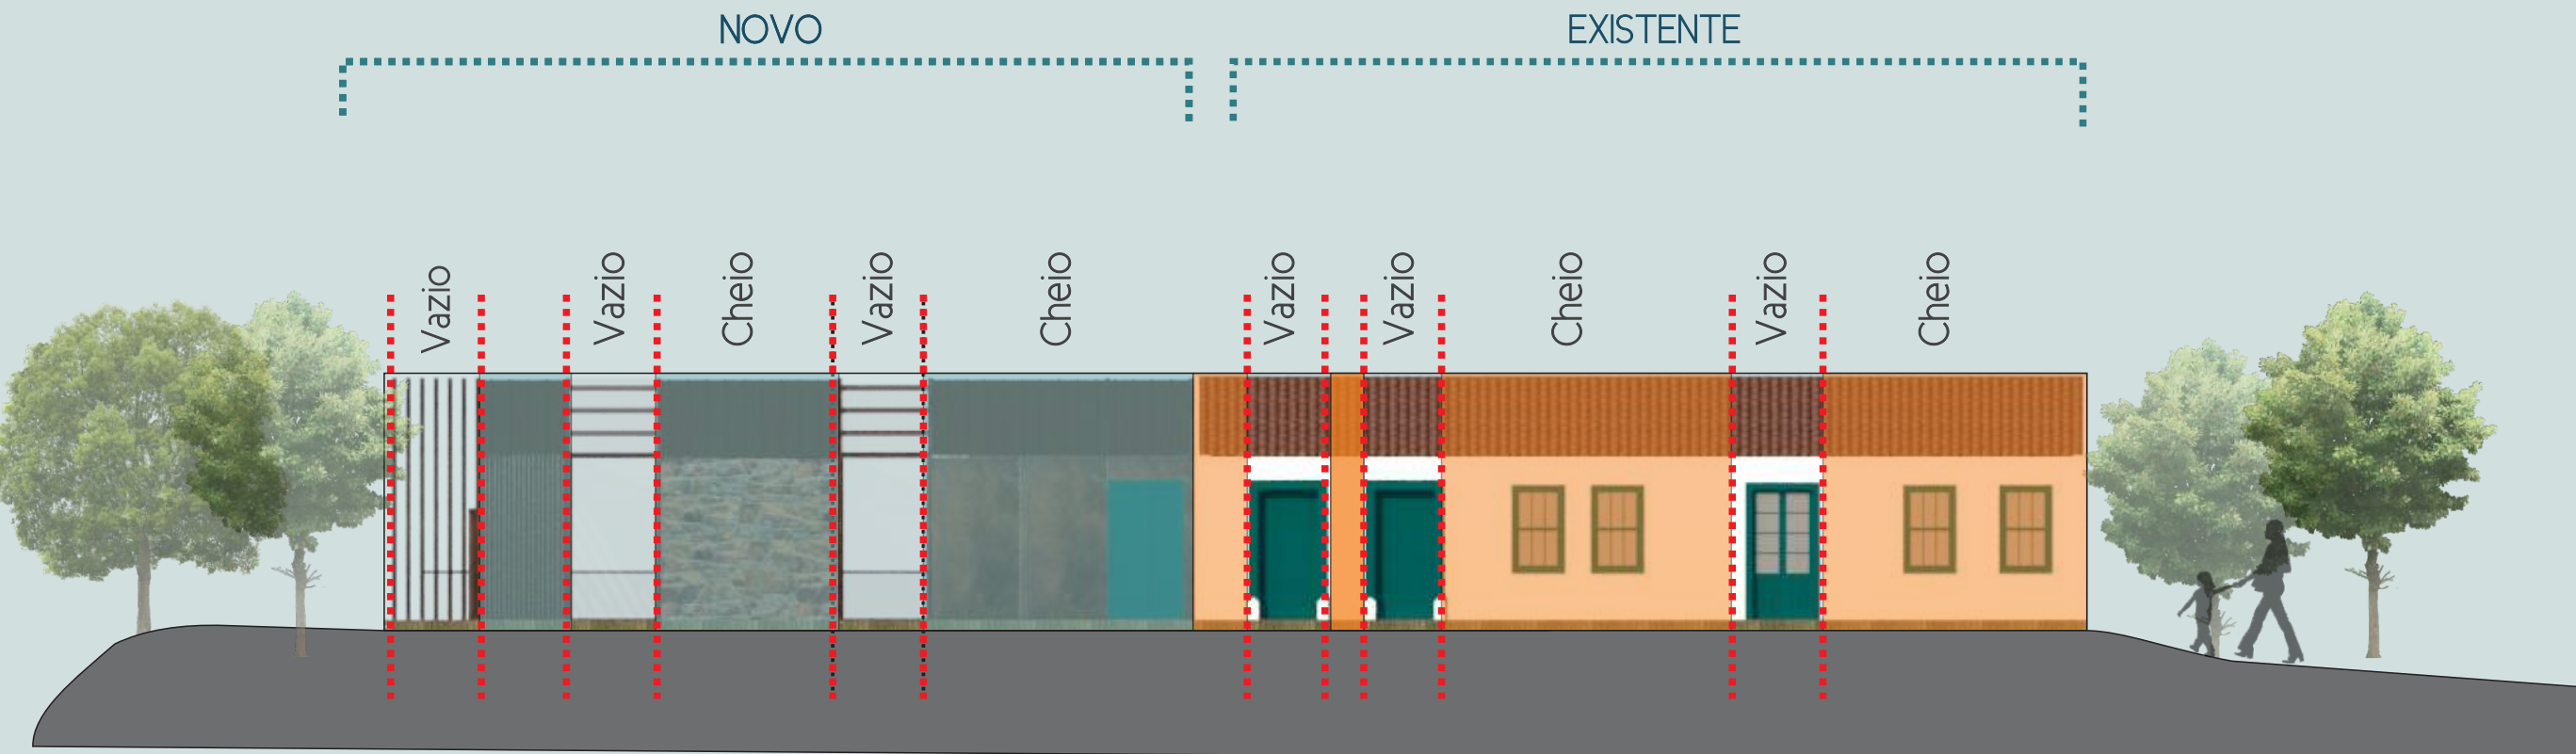 NOVO
EXISTENTE
Vazio
Vazio
Cheio
Vazio
Cheio
Vazio
Vazio
Cheio
Vazio
Cheio